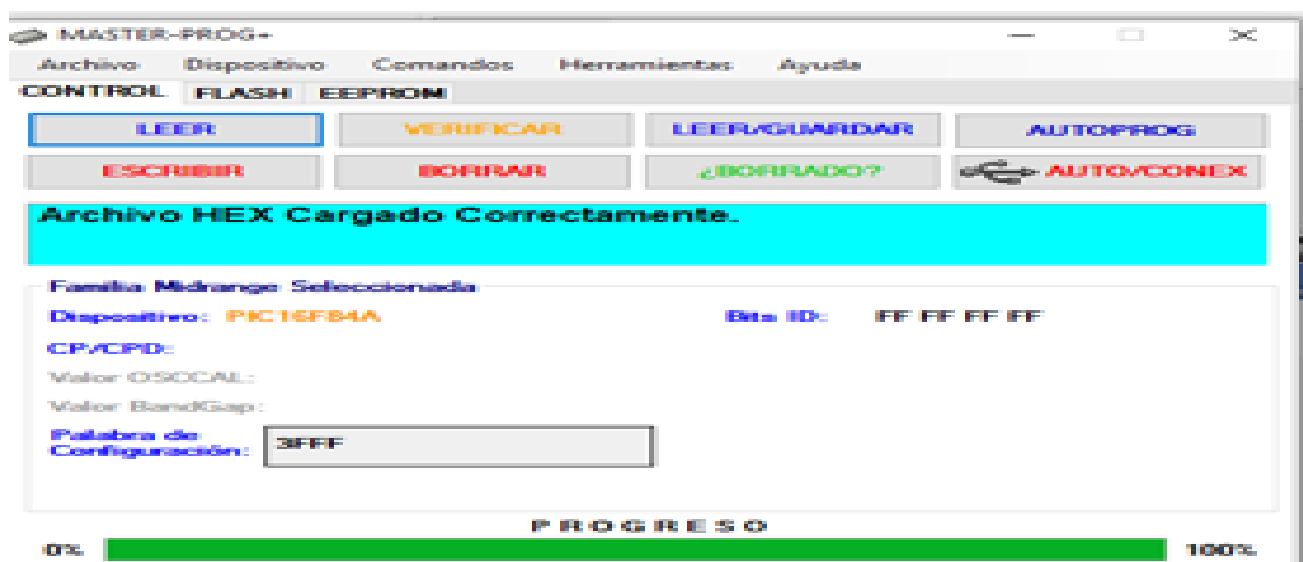 MASTER-PROG+
Archivo Dispositivo Comandos Herramientas Ayuda
CONTROL FLASH EEPROM
LEER VERIFICAR LEER/GUARDAR AUTOPROG
ESCRIBIR BORRAR ¿BORRADO? AUTO/CONEX
Archivo HEX Cargado Correctamente.
Familia Midrange Seleccionada
Dispositivo: PIC16F84A Bits ID: FF FF FF FF
CP/CPD:
Valor OSCCAL:
Valor BandGap:
Palabra de
Configuración: 3FFF
PROGRESO
0% 100%